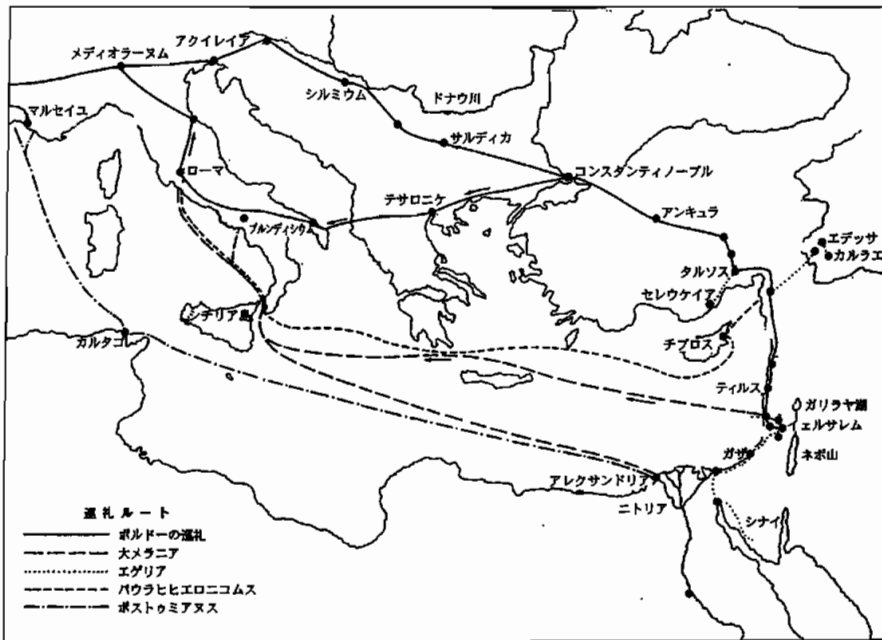 アクイレイア
メディオラーヌム
シルミウム
ドナウ川
マルセイユ
サルディカ
ローマ
コンスタンティノープル
テサロニケ
ブルンディシウム
アンキュラ
エデッサ
カルラエ
タルソス
セレウケイア
シチリア島
カルタゴ
チプロス
ティルス
ガリラヤ湖
エルサレム
ガザ
ネボ山
アレクサンドリア
ニトリア
シナイ
巡礼ルート
ボルドーの巡礼
大メラニア
エゲリア
パウラヒヒエロニコムス
ポストゥミアヌス